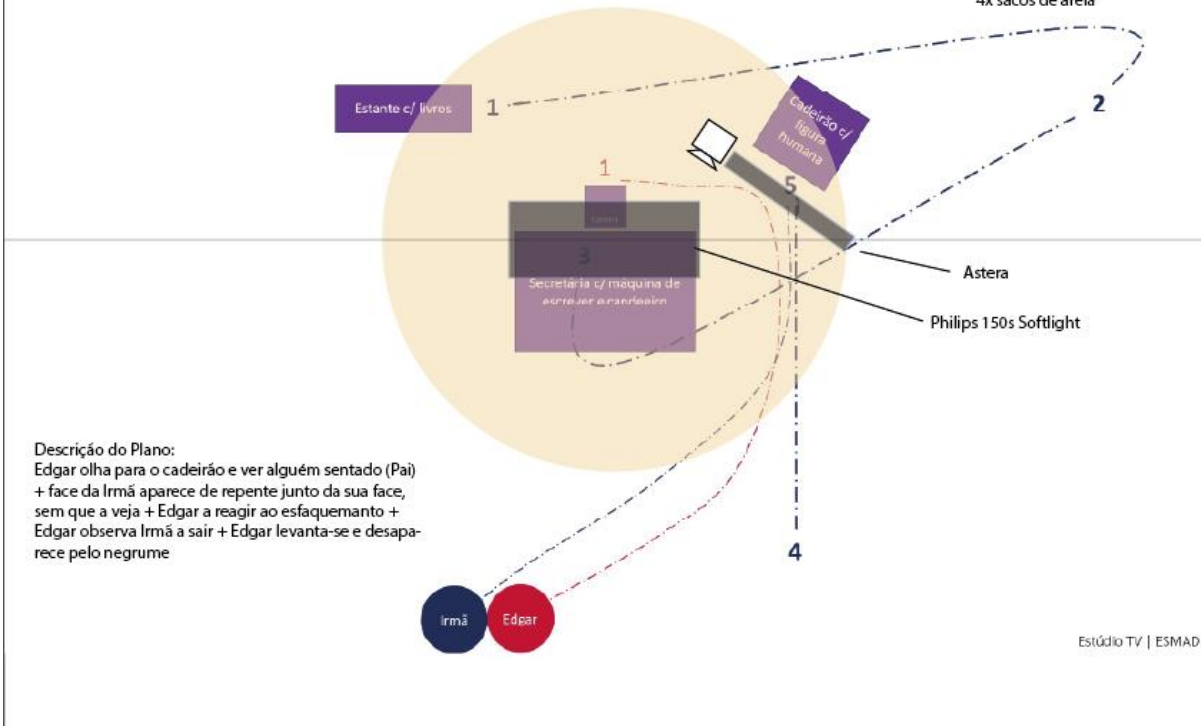 4x sacos de areia
Estante c/ livros
1
2
Cadeirão c/
figura
humana
1
5
3
Secretária c/ máquina de
escrever e candeeiro
Astera
Philips 150s Softlight
Descrição do Plano:
Edgar olha para o cadeirão e ver alguém sentado (Pai)
+ face da Irmã aparece de repente junto da sua face,
sem que a veja + Edgar a reagir ao esfaquemanto +
Edgar observa Irmã a sair + Edgar levanta-se e desapa-
rece pelo negrume
4
Irmã
Edgar
Estúdio TV | ESMAD